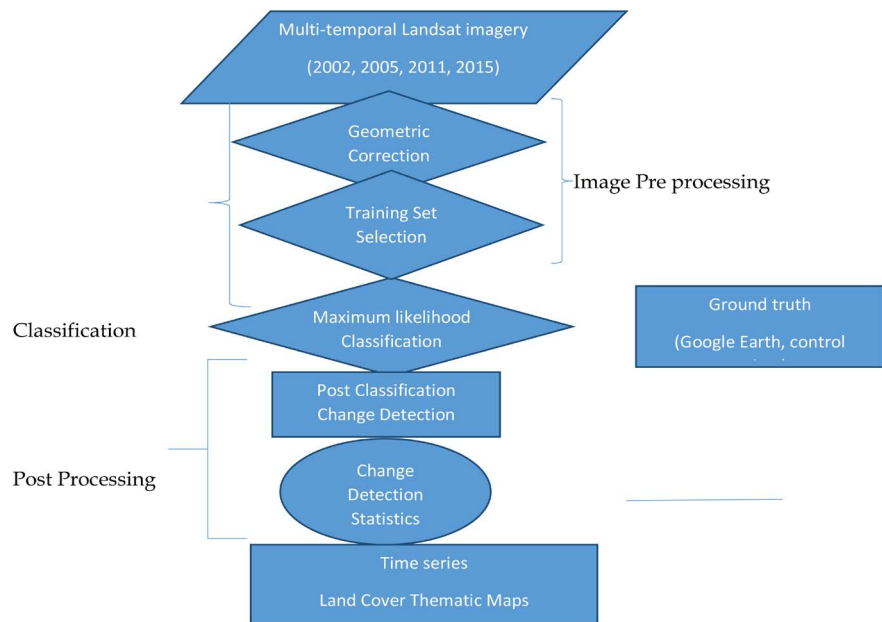 Multi-temporal Landsat imagery
(2002, 2005, 2011, 2015)
Geometric
Correction
Image Pre processing
Training Set
Selection
Classification
Maximum likelihood
Classification
Ground truth
(Google Earth, control
Post Classification
Change Detection
Post Processing
Change
Detection
Statistics
Time series
Land Cover Thematic Maps